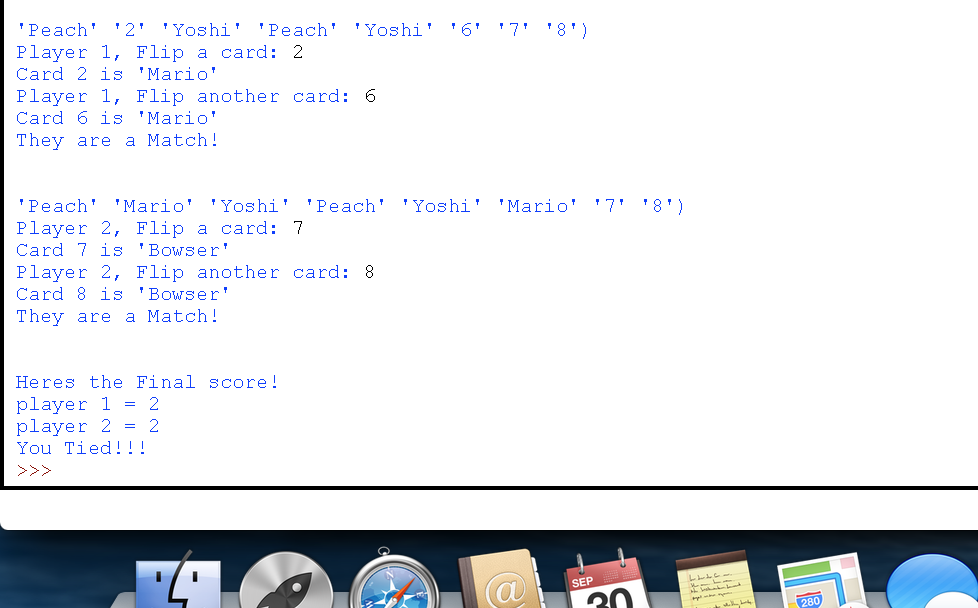 'Peach' '2' 'Yoshi' 'Peach' 'Yoshi' '6' '7' '8')
Player 1, Flip a card: 2
Card 2 is 'Mario'
Player 1, Flip another card: 6
Card 6 is 'Mario'
They are a Match!
'Peach' 'Mario' 'Yoshi' 'Peach' 'Yoshi' 'Mario' '7' '8')
Player 2, Flip a card: 7
Card 7 is 'Bowser'
Player 2, Flip another card: 8
Card 8 is 'Bowser'
They are a Match!
Heres the Final score!
player 1 = 2
player 2 = 2
You Tied!!!
>>>
@
SEP
30
280